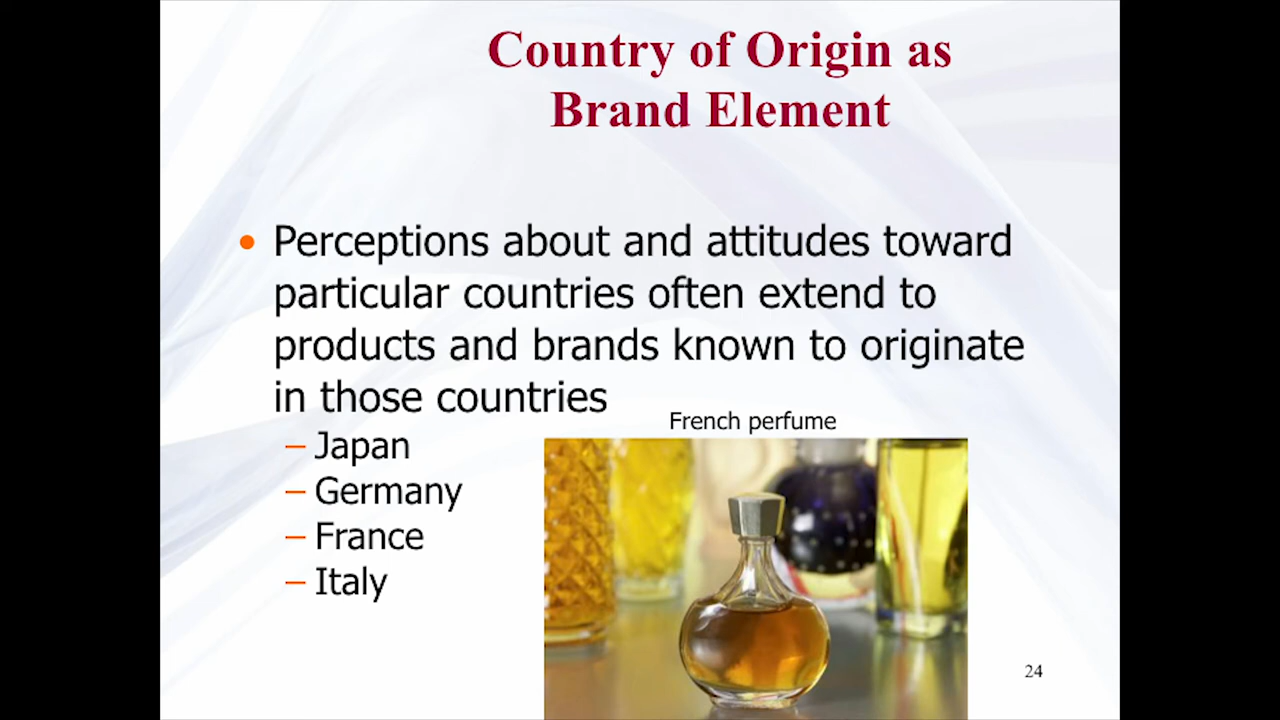 Country of Origin as
Brand Element
• Perceptions about and attitudes toward
particular countries often extend to
products and brands known to originate
in those countries
French perfume
– Japan
– Germany
– France
– Italy
24